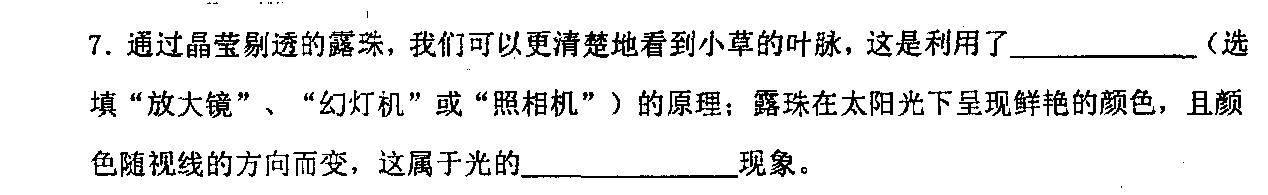 7. 通过晶莹剔透的露珠，我们可以更清楚地看到小草的叶脉，这是利用了____________（选
填“放大镜”、“幻灯机”或“照相机”）的原理；露珠在太阳光下呈现鲜艳的颜色，且颜
色随视线的方向而变，这属于光的______________现象。